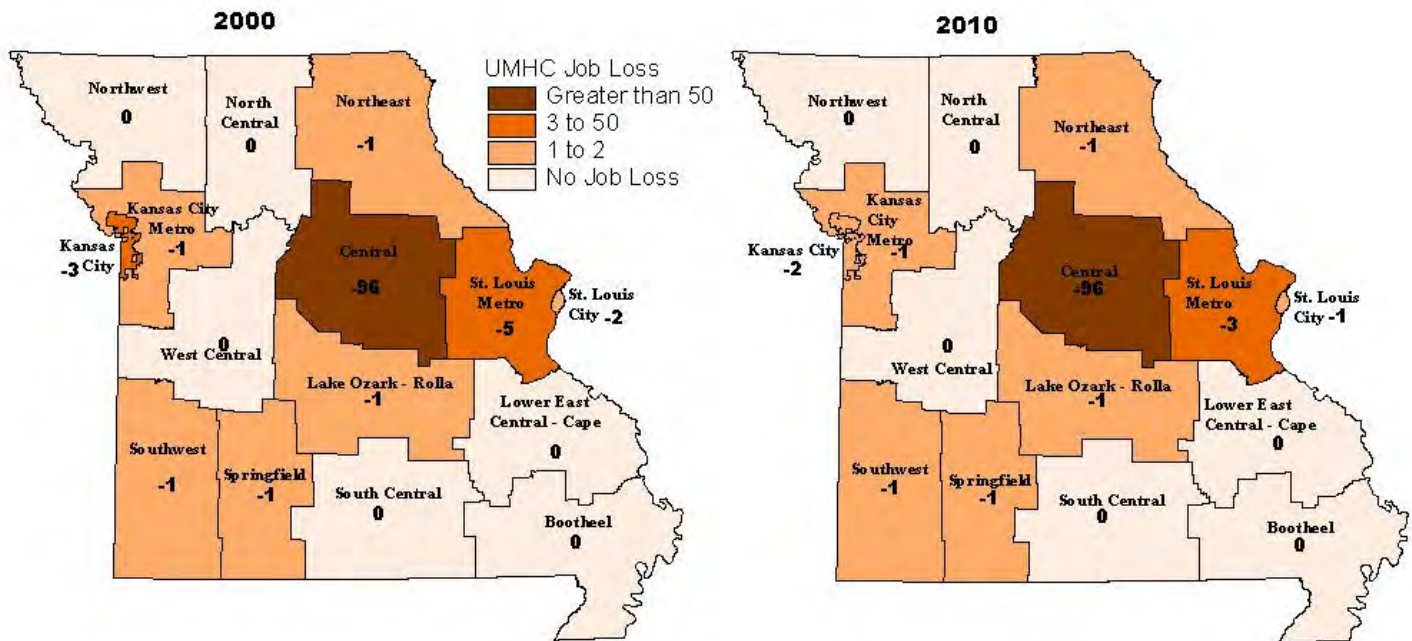 2000
UMHC Job Loss
Greater than 50
3 to 50
1 to 2
No Job Loss
Northwest
0
North
Central
0
Northeast
-1
Kansas City
Metro
-1
Kansas
City
-3
Central
-96
St. Louis
Metro
-5
St. Louis
City -2
0
West Central
Lake Ozark - Rolla
-1
Lower East
Central - Cape
0
Southwest
-1
Springfield
-1
South Central
0
Bootheel
0
2010
Northwest
0
North
Central
0
Northeast
-1
Kansas
City
Metro
-1
Kansas City
-2
Central
-96
St. Louis
Metro
-3
St. Louis
City -1
0
West Central
Lake Ozark - Rolla
-1
Lower East
Central - Cape
0
Southwest
-1
Springfield
-1
South Central
0
Bootheel
0